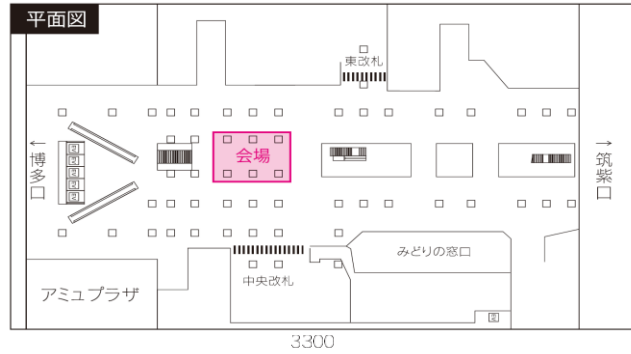 平面図
東改札
会場
← 博多口
→ 筑紫口
みどりの窓口
アミュプラザ
中央改札
3300